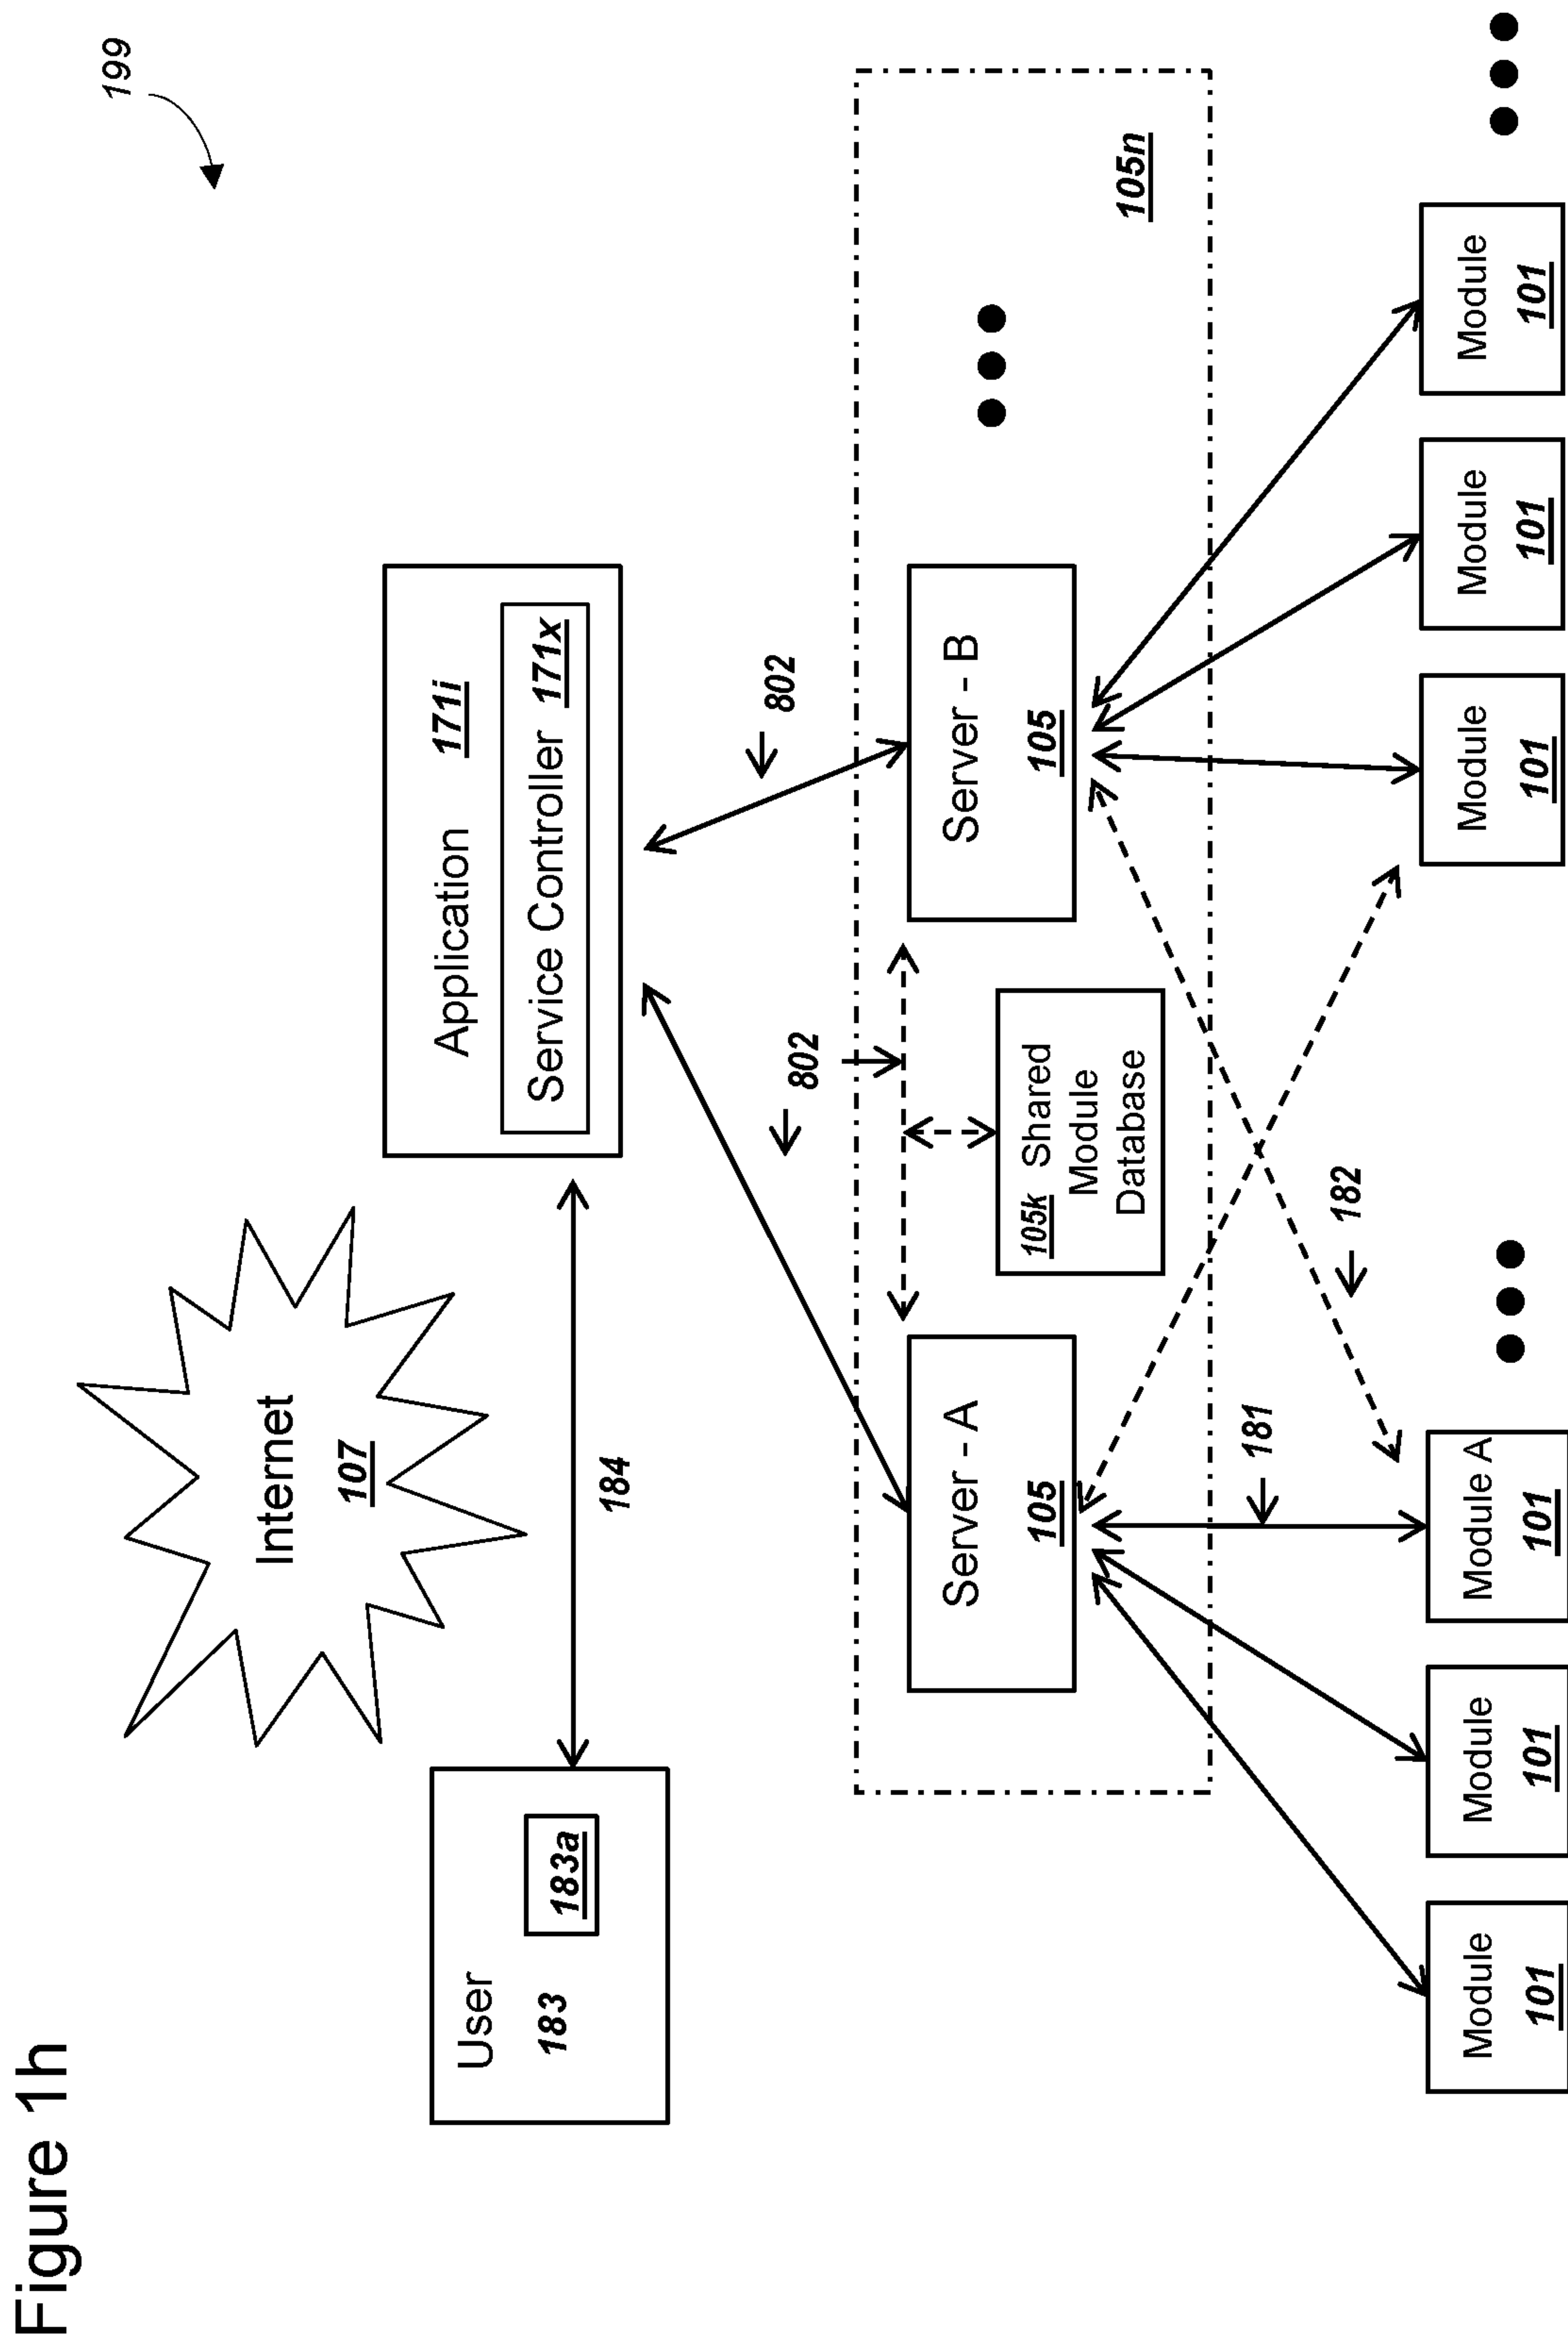 Figure 1h
199
Internet
107
User
183
183a
184
Application 171i
Service Controller 171x
802
802
802
Server - A
105
Server - B
105
105k Shared
Module
Database
105n
181
182
Module
101
Module
101
Module A
101
Module
101
Module
101
Module
101